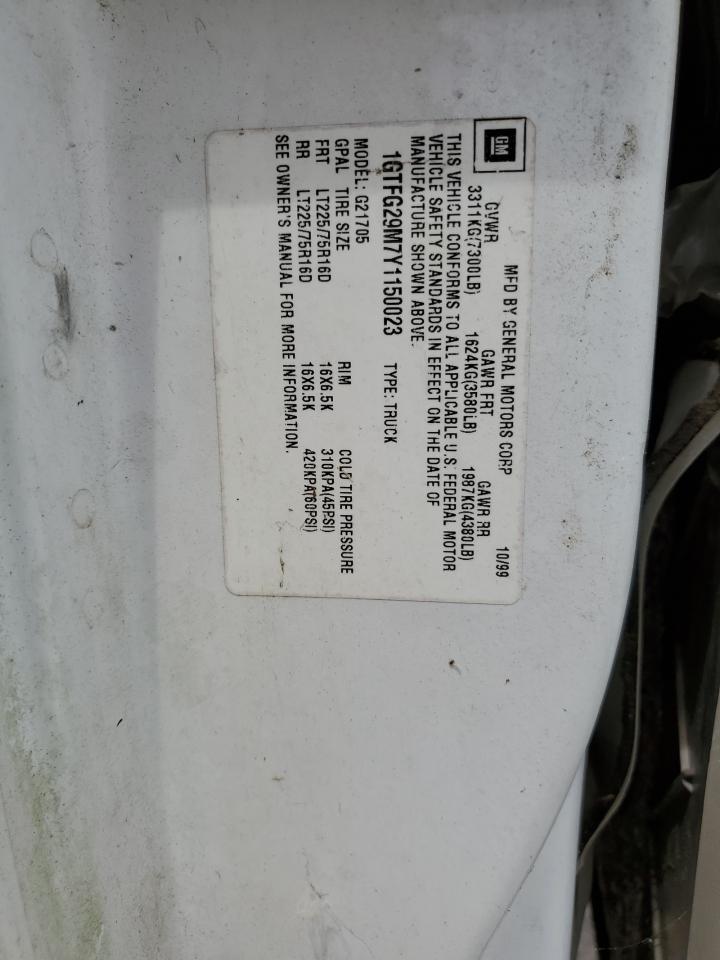 GM
MFD BY GENERAL MOTORS CORP 10/99
GVWR GAWR FRT GAWR RR
3311KG(7300LB) 1624KG(3580LB) 1987KG(4380LB)
THIS VEHICLE CONFORMS TO ALL APPLICABLE U.S. FEDERAL MOTOR
VEHICLE SAFETY STANDARDS IN EFFECT ON THE DATE OF
MANUFACTURE SHOWN ABOVE.
1GTFG29M7Y1150023 TYPE: TRUCK
MODEL: G21705
GPAL TIRE SIZE RIM COLD TIRE PRESSURE
FRT LT225/75R16D 16X6.5K 310KPA(45PSI)
RR LT225/75R16D 16X6.5K 420KPA(60PSI)
SEE OWNER'S MANUAL FOR MORE INFORMATION.